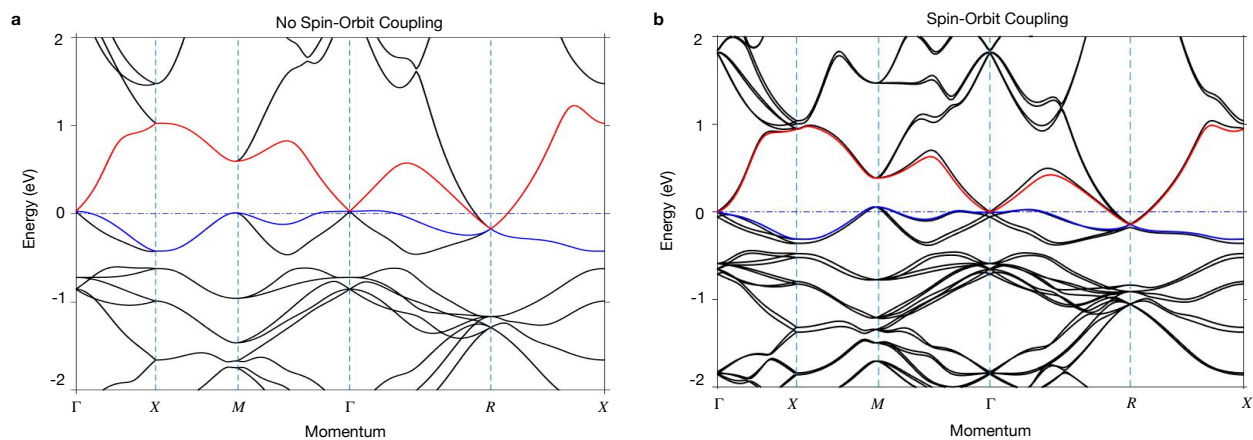 a
No Spin-Orbit Coupling
2
1
0
-1
-2
Energy (eV)
Γ X M Γ R X
Momentum
b
Spin-Orbit Coupling
2
1
0
-1
-2
Energy (eV)
Γ X M Γ R X
Momentum